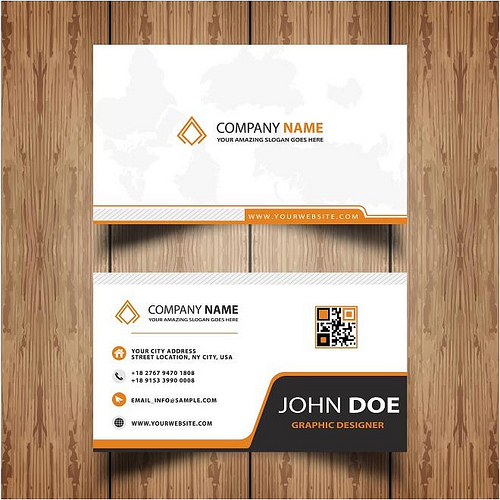 COMPANY NAME
YOUR AMAZING SLOGAN GOES HERE
WWW.YOURWEBSITE.COM
COMPANY NAME
YOUR AMAZING SLOGAN GOES HERE
YOUR CITY ADDRESS
STREET LOCATION, NY CITY, USA
+18 2767 9470 1808
+18 9153 3990 0008
EMAIL_INFO@SAMPLE.COM
WWW.YOURWEBSITE.COM
JOHN DOE
GRAPHIC DESIGNER